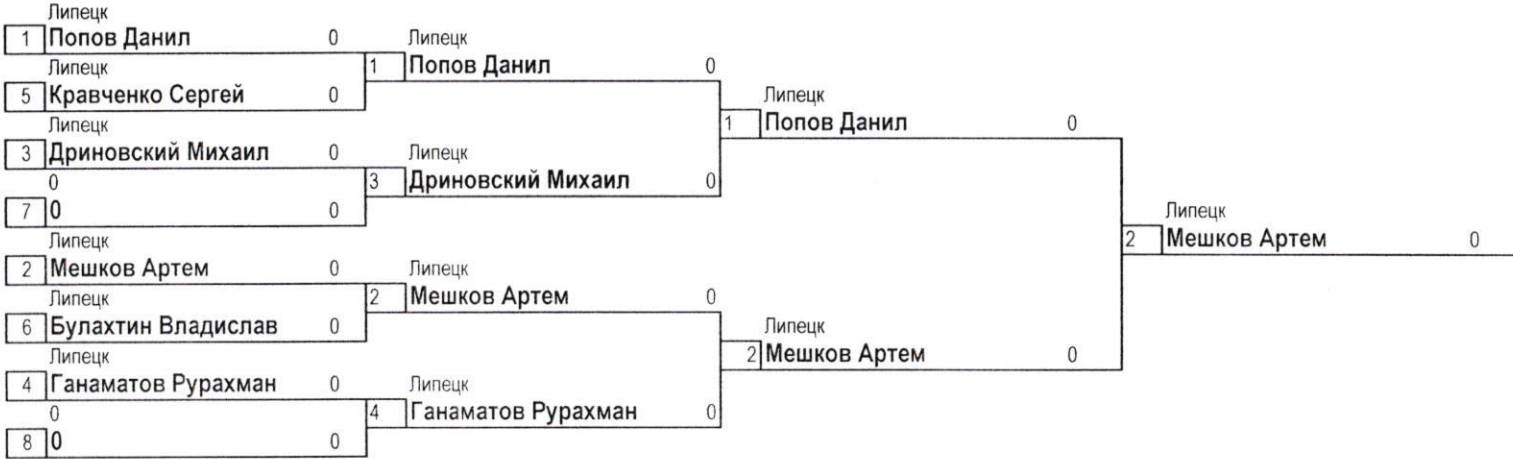 Липецк
1 Попов Данил 0
Липецк
5 Кравченко Сергей 0
Липецк
3 Дриновский Михаил 0
0
7 0 0
Липецк
2 Мешков Артем 0
Липецк
6 Булахтин Владислав 0
Липецк
4 Ганаматов Рурахман 0
0
8 0 0
Липецк
1 Попов Данил 0
Липецк
3 Дриновский Михаил 0
Липецк
2 Мешков Артем 0
Липецк
4 Ганаматов Рурахман 0
Липецк
1 Попов Данил 0
Липецк
2 Мешков Артем 0
Липецк
2 Мешков Артем 0